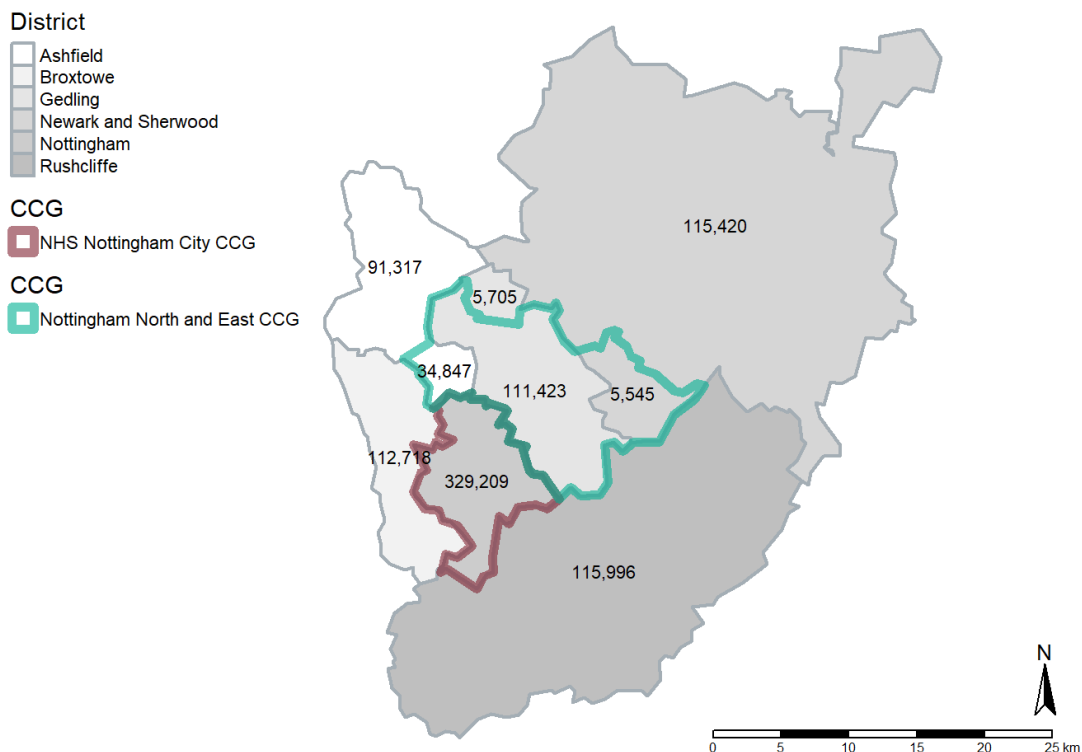 District
Ashfield
Broxtowe
Gedling
Newark and Sherwood
Nottingham
Rushcliffe
CCG
NHS Nottingham City CCG
CCG
Nottingham North and East CCG
115,420
91,317
5,705
34,847
111,423
5,545
112,718
329,209
115,996
N
0 5 10 15 20 25 km